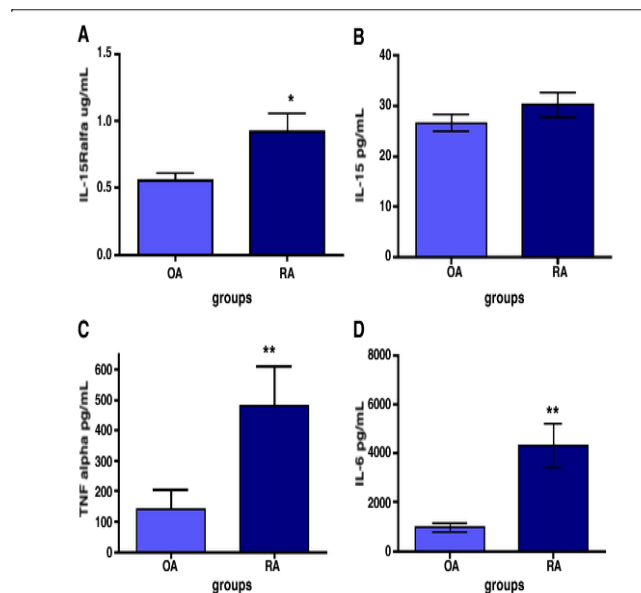 A
IL-15Ralfa ug/mL
1.5
1.0
0.5
0.0
*
OA
RA
groups
B
IL-15 pg/mL
40
30
20
10
0
OA
RA
groups
C
TNF alpha pg/mL
600
500
400
300
200
100
0
**
OA
RA
groups
D
IL-6 pg/mL
8000
6000
4000
2000
0
**
OA
RA
groups